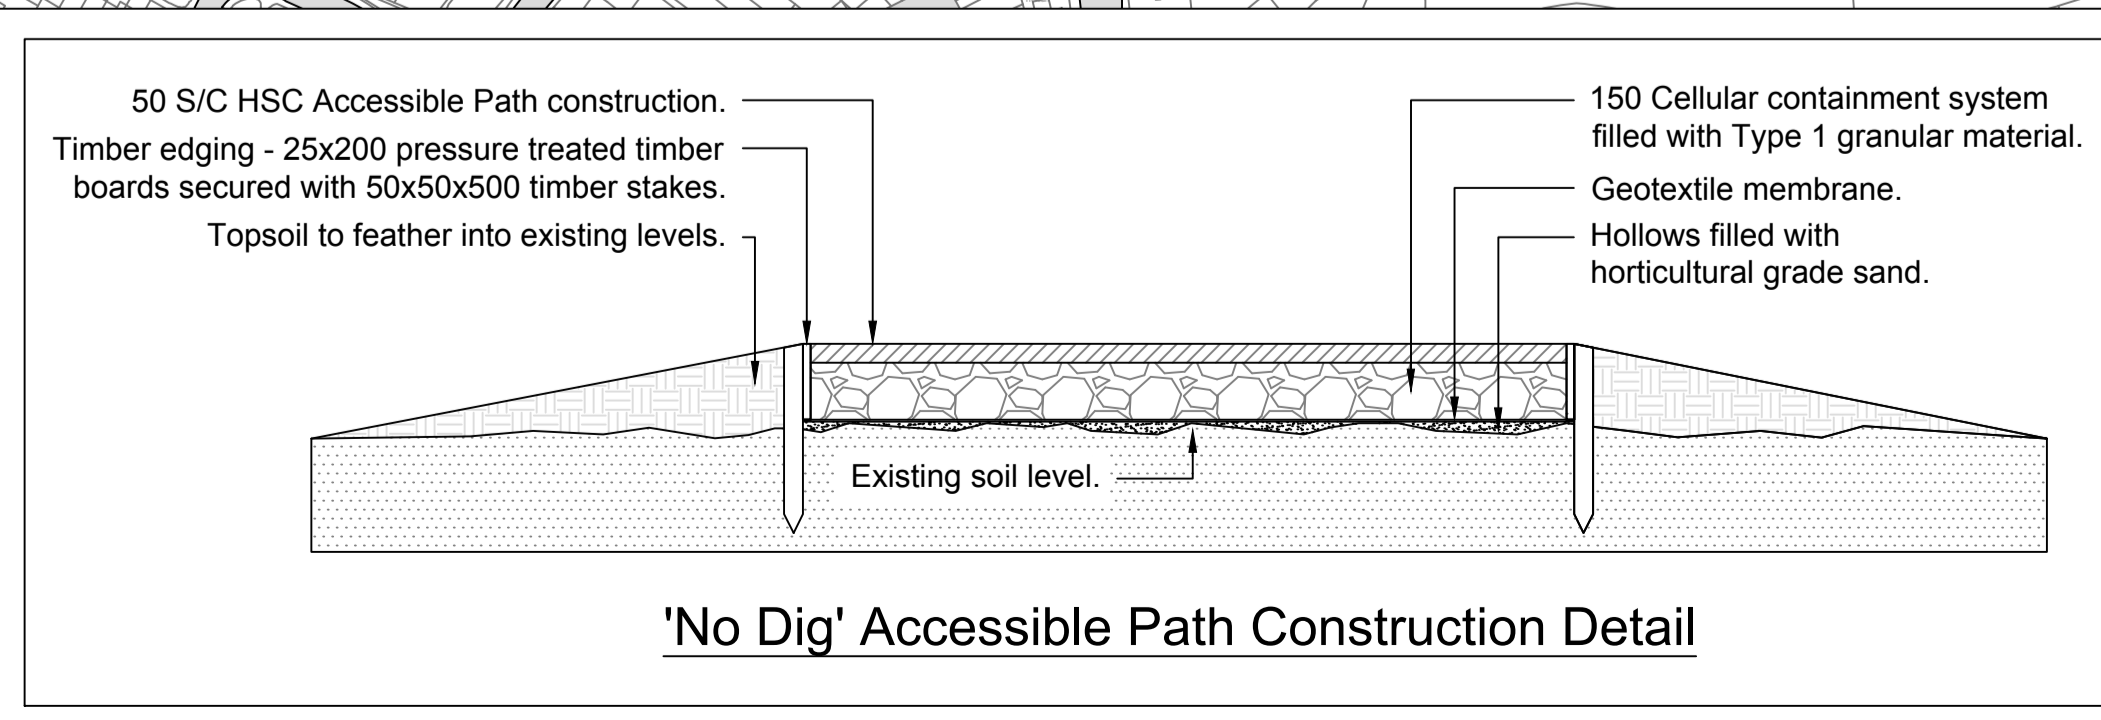 50 S/C HSC Accessible Path construction.
Timber edging - 25x200 pressure treated timber
boards secured with 50x50x500 timber stakes.
Topsoil to feather into existing levels.
150 Cellular containment system
filled with Type 1 granular material.
Geotextile membrane.
Hollows filled with
horticultural grade sand.
Existing soil level.
'No Dig' Accessible Path Construction Detail